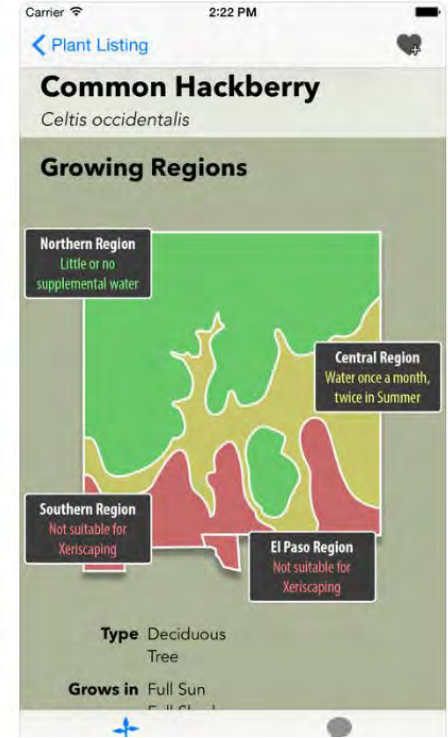 Carrier 2:22 PM
Plant Listing
Common Hackberry
Celtis occidentalis
Growing Regions
Northern Region
Little or no
supplemental water
Central Region
Water once a month,
twice in Summer
Southern Region
Not suitable for
Xeriscaping
El Paso Region
Not suitable for
Xeriscaping
Type Deciduous
Tree
Grows in Full Sun